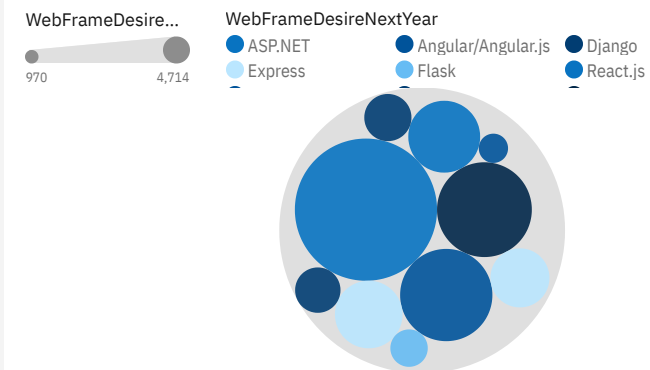 WebFrameDesire...
970 4,714
WebFrameDesireNextYear
ASP.NET Angular/Angular.js Django
Express Flask React.js